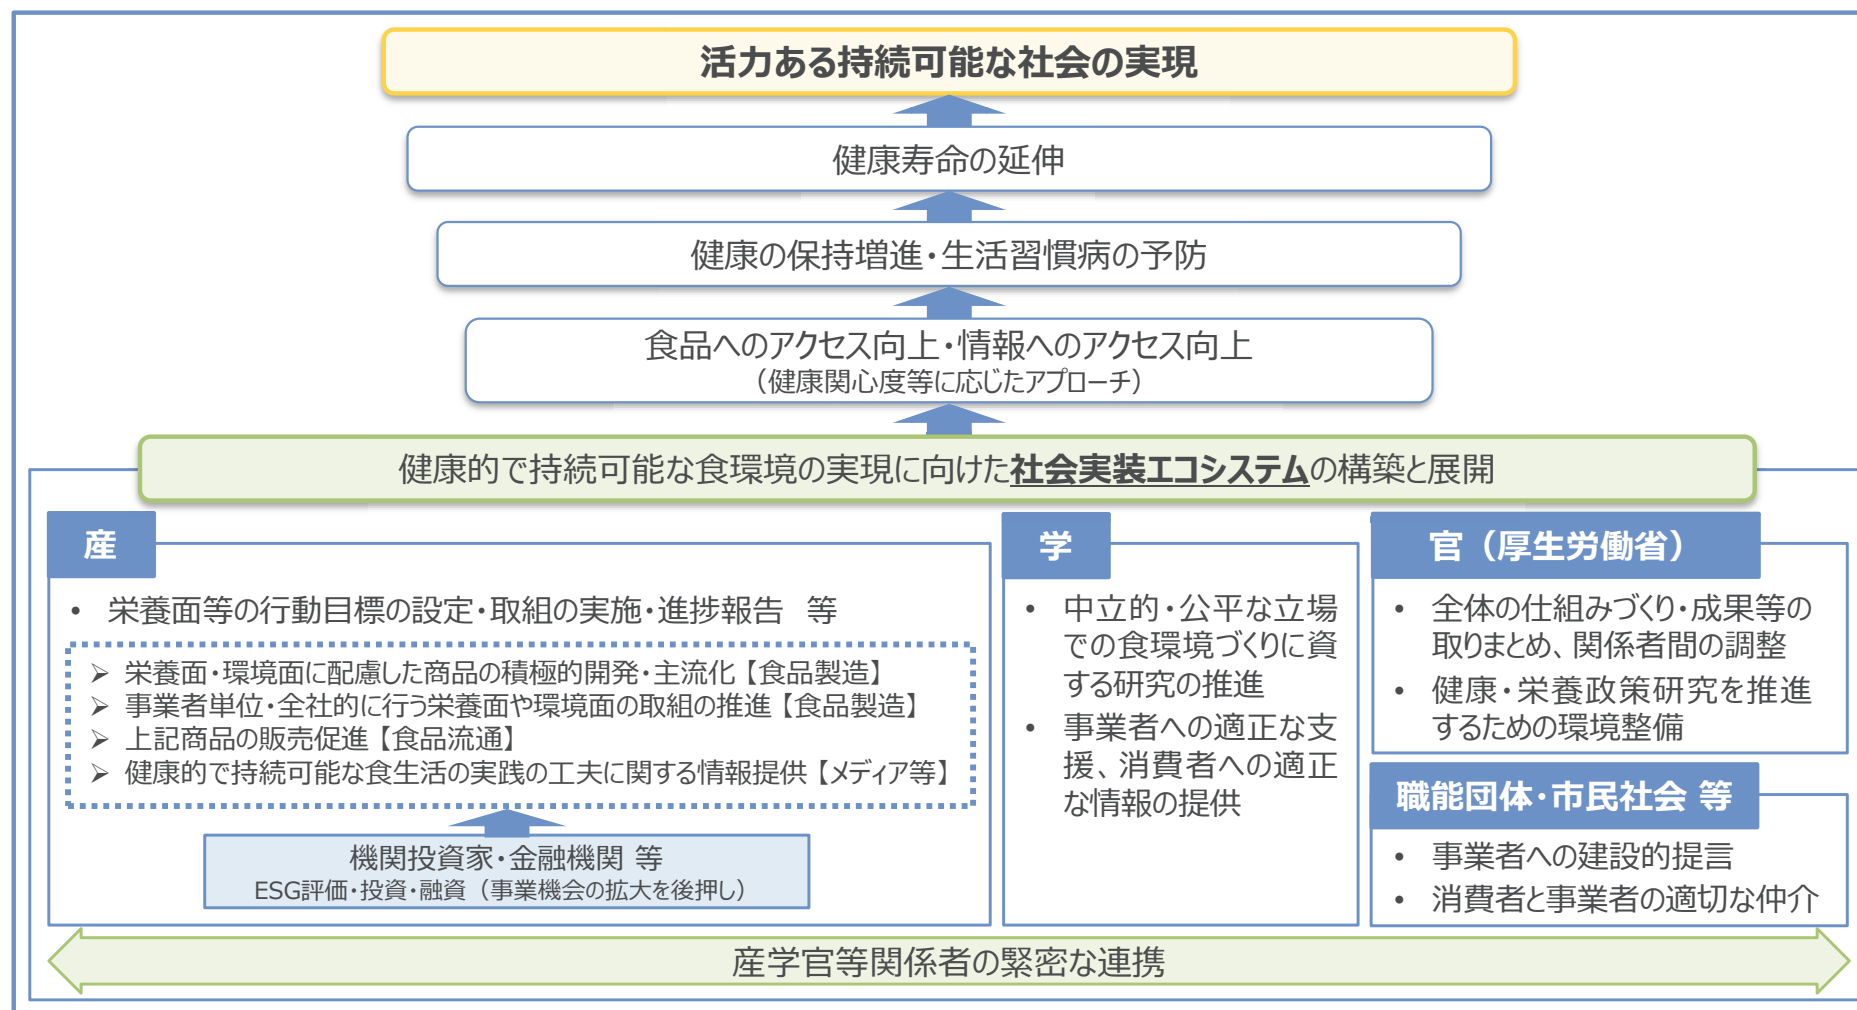 活力ある持続可能な社会の実現
健康寿命の延伸
健康の保持増進・生活習慣病の予防
食品へのアクセス向上・情報へのアクセス向上
（健康関心度等に応じたアプローチ）
健康的で持続可能な食環境の実現に向けた社会実装エコシステムの構築と展開
産
• 栄養面等の行動目標の設定・取組の実施・進捗報告 等
➢ 栄養面・環境面に配慮した商品の積極的開発・主流化【食品製造】
➢ 事業者単位・全社的に行う栄養面や環境面の取組の推進【食品製造】
➢ 上記商品の販売促進【食品流通】
➢ 健康的で持続可能な食生活の実践の工夫に関する情報提供【メディア等】
機関投資家・金融機関 等
ESG評価・投資・融資（事業機会の拡大を後押し）
学
• 中立的・公平な立場
での食環境づくりに資
する研究の推進
• 事業者への適正な支
援、消費者への適正
な情報の提供
官（厚生労働省）
• 全体の仕組みづくり・成果等の
取りまとめ、関係者間の調整
• 健康・栄養政策研究を推進
するための環境整備
職能団体・市民社会 等
• 事業者への建設的提言
• 消費者と事業者の適切な仲介
産学官等関係者の緊密な連携